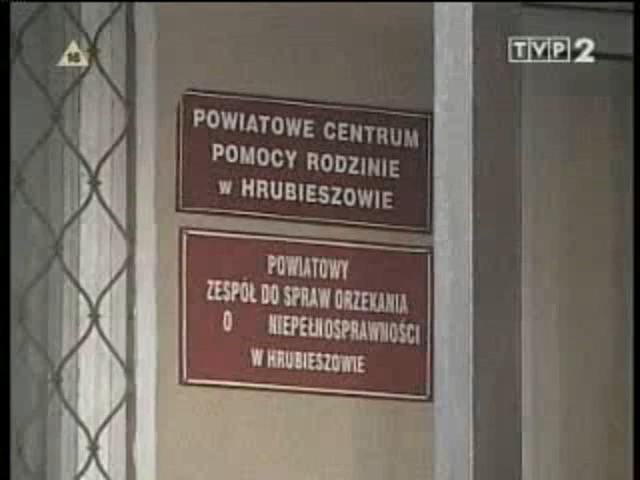 16
TVP2
POWIATOWE CENTRUM
POMOCY RODZINIE
w HRUBIESZOWIE
POWIATOWY
ZESPÓŁ DO SPRAW ORZEKANIA
O NIEPEŁNOSPRAWNOŚCI
W HRUBIESZOWIE